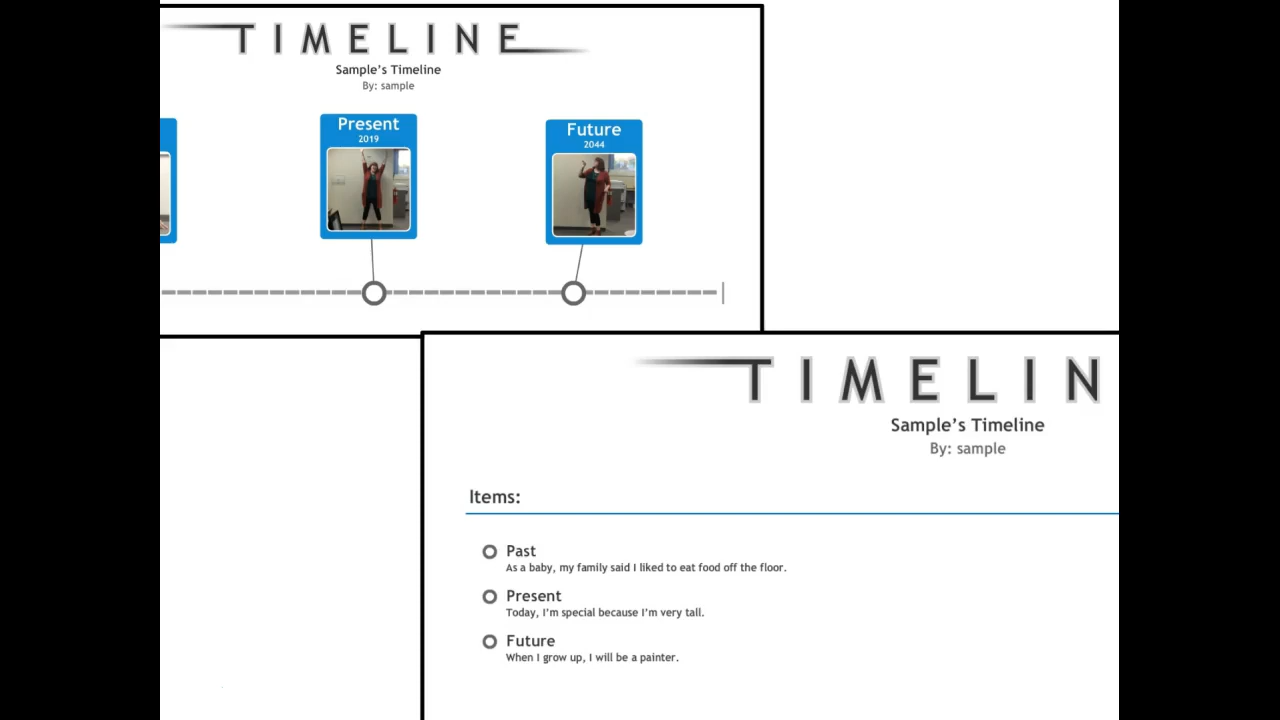 TIMELINE
Sample’s Timeline
By: sample
Present
2019
Future
2044
TIMELIN
Sample’s Timeline
By: sample
Items:
Past
As a baby, my family said I liked to eat food off the floor.
Present
Today, I’m special because I’m very tall.
Future
When I grow up, I will be a painter.